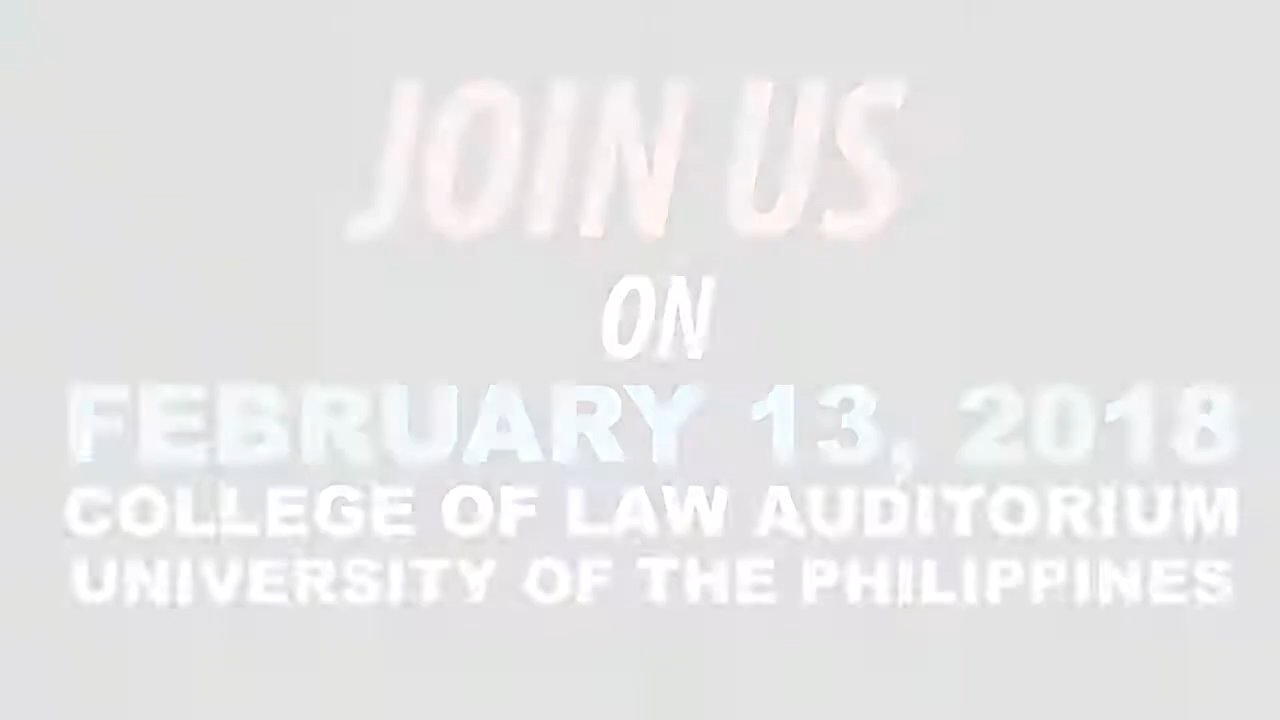 JOIN US
ON
FEBRUARY 13, 2018
COLLEGE OF LAW AUDITORIUM
UNIVERSITY OF THE PHILIPPINES